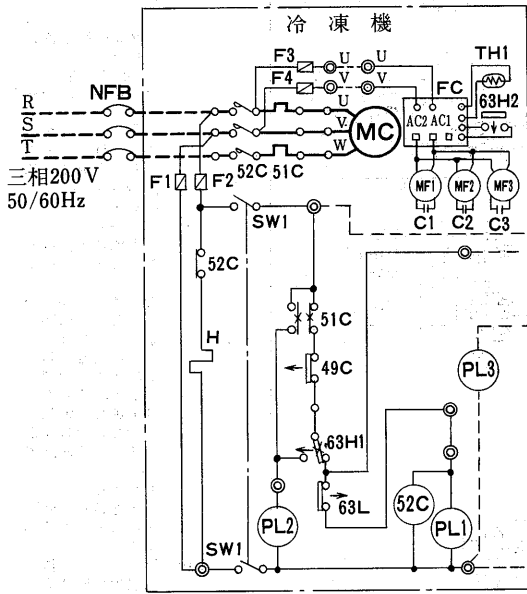 冷凍機
F3 U U
F4 V V
TH1
FC
63H2
AC2 AC1
NFB
R
S
T
U
V
W
MC
三相200V
50/60Hz
F1 F2
52C 51C
MF1 MF2 MF3
C1 C2 C3
SW1
52C
51C
H
49C
PL3
63H1
63L
52C
PL2
PL1
SW1